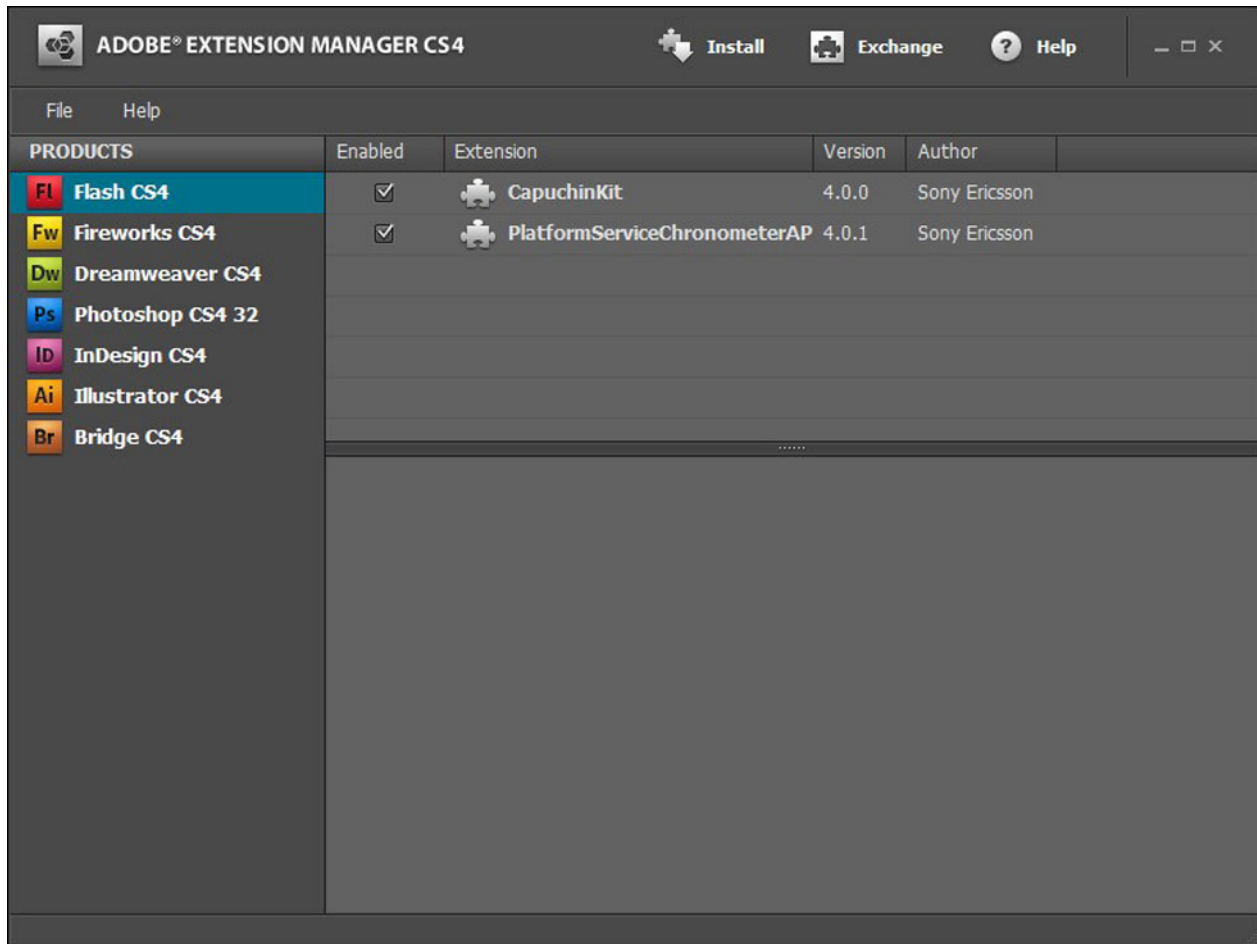 ADOBE® EXTENSION MANAGER CS4 Install Exchange ? Help
File Help
PRODUCTS Enabled Extension Version Author
Fl Flash CS4 CapuchinKit 4.0.0 Sony Ericsson
Fw Fireworks CS4 PlatformServiceChronometerAP 4.0.1 Sony Ericsson
Dw Dreamweaver CS4
Ps Photoshop CS4 32
ID InDesign CS4
Ai Illustrator CS4
Br Bridge CS4